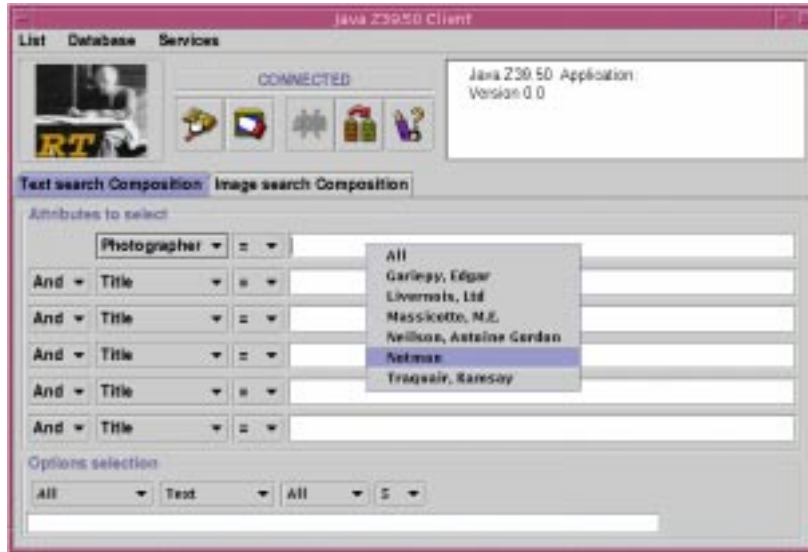 Java Z39.50 Client
List Database Services
CONNECTED
Java Z39.50 Application
Version 0.0
RT
Text search Composition Image search Composition
Attributes to select
Photographer =
All
Gariepy, Edgar
And Title =
Livernois, Ltd
And Title =
Massicotte, M.E.
Neillson, Antoine Gordon
And Title =
Notman
Traquair, Ramsay
And Title =
And Title =
Options selection
All Text All 5